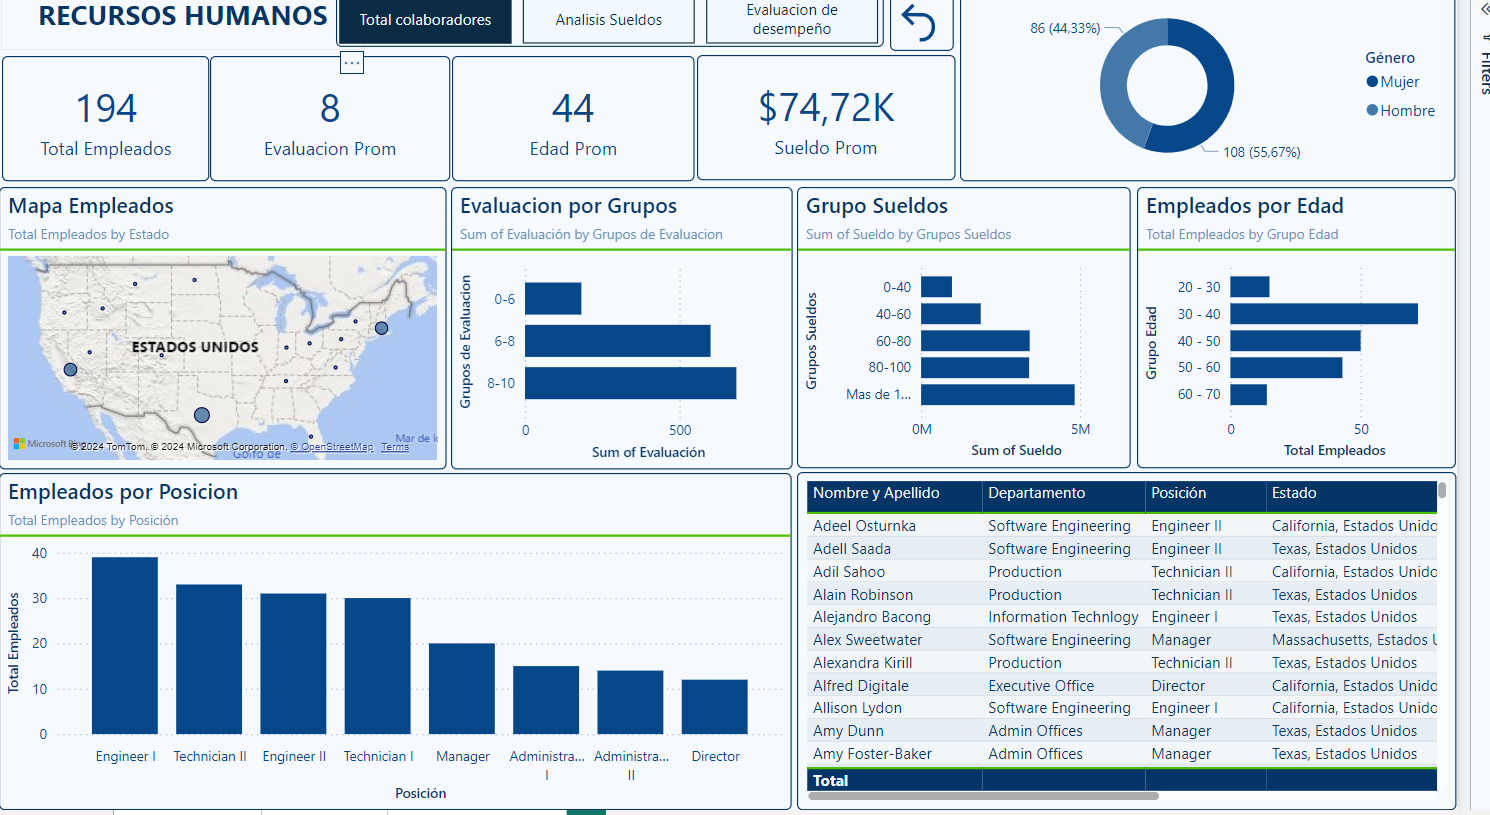 RECURSOS HUMANOS
Total colaboradores
Analisis Sueldos
Evaluacion de
desempeño
86 (44,33%)
108 (55,67%)
Género
Mujer
Hombre
Filters
194
Total Empleados
8
Evaluacion Prom
44
Edad Prom
$74,72K
Sueldo Prom
Mapa Empleados
Total Empleados by Estado
ESTADOS UNIDOS
Mar de
Golfo de
Microsoft
© 2024 TomTom, © 2024 Microsoft Corporation, © OpenStreetMap Terms
Evaluacion por Grupos
Sum of Evaluación by Grupos de Evaluacion
Grupos de Evaluacion
0-6
6-8
8-10
0 500
Sum of Evaluación
Grupo Sueldos
Sum of Sueldo by Grupos Sueldos
Grupos Sueldos
0-40
40-60
60-80
80-100
Mas de 1...
0M 5M
Sum of Sueldo
Empleados por Edad
Total Empleados by Grupo Edad
Grupo Edad
20 - 30
30 - 40
40 - 50
50 - 60
60 - 70
0 50
Total Empleados
Empleados por Posicion
Total Empleados by Posición
Total Empleados
40
30
20
10
0
Engineer I Technician II Engineer II Technician I Manager Administra... Administra... Director
I II
Posición
Nombre y Apellido Departamento Posición Estado
Adeel Osturnka Software Engineering Engineer II California, Estados Unido
Adell Saada Software Engineering Engineer II Texas, Estados Unidos
Adil Sahoo Production Technician II California, Estados Unido
Alain Robinson Production Technician II Texas, Estados Unidos
Alejandro Bacong Information Technlogy Engineer I Texas, Estados Unidos
Alex Sweetwater Software Engineering Manager Massachusetts, Estados U
Alexandra Kirill Production Technician II Texas, Estados Unidos
Alfred Digitale Executive Office Director California, Estados Unido
Allison Lydon Software Engineering Engineer I California, Estados Unido
Amy Dunn Admin Offices Manager Texas, Estados Unidos
Amy Foster-Baker Admin Offices Manager Texas, Estados Unidos
Total